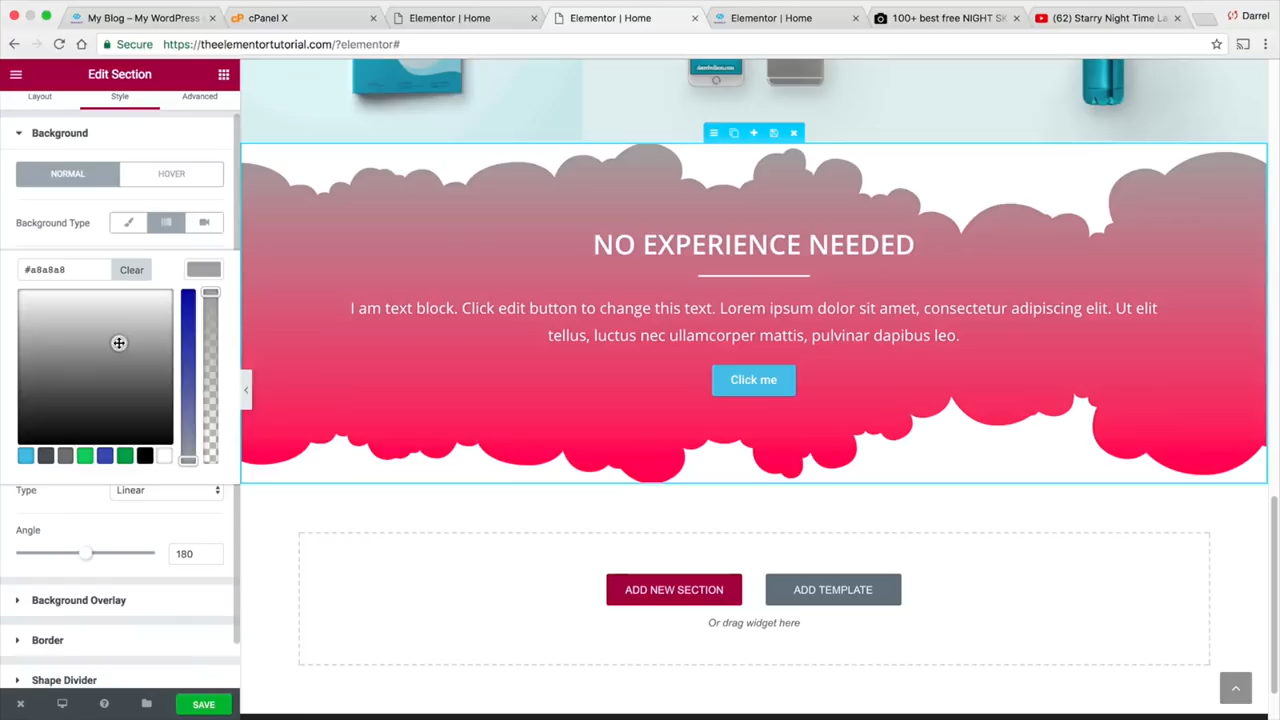 My Blog – My WordPress
cPanel X
Elementor | Home
Elementor | Home
Elementor | Home
100+ best free NIGHT SK
(62) Starry Night Time La
Darrel
Secure
https://theelementortutorial.com/?elementor#
Edit Section
Layout
Style
Advanced
Background
NORMAL
HOVER
Background Type
#a8a8a8
Clear
Type
Linear
Angle
180
Background Overlay
Border
Shape Divider
SAVE
NO EXPERIENCE NEEDED
I am text block. Click edit button to change this text. Lorem ipsum dolor sit amet, consectetur adipiscing elit. Ut elit
tellus, luctus nec ullamcorper mattis, pulvinar dapibus leo.
Click me
ADD NEW SECTION
ADD TEMPLATE
Or drag widget here